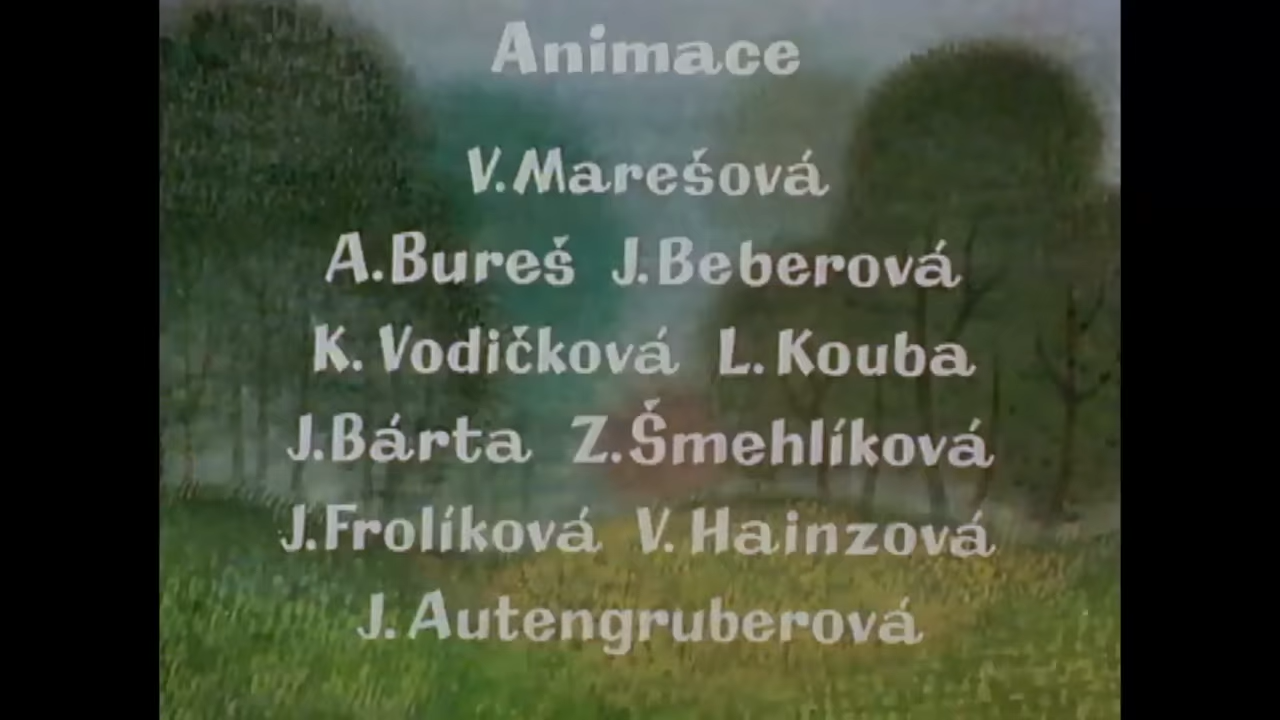 Animace
V. Marešová
A. Bureš J. Beberová
K. Vodičková L. Kouba
J. Bárta Z. Šmehlíková
J. Frolíková V. Hainzová
J. Autengruberová